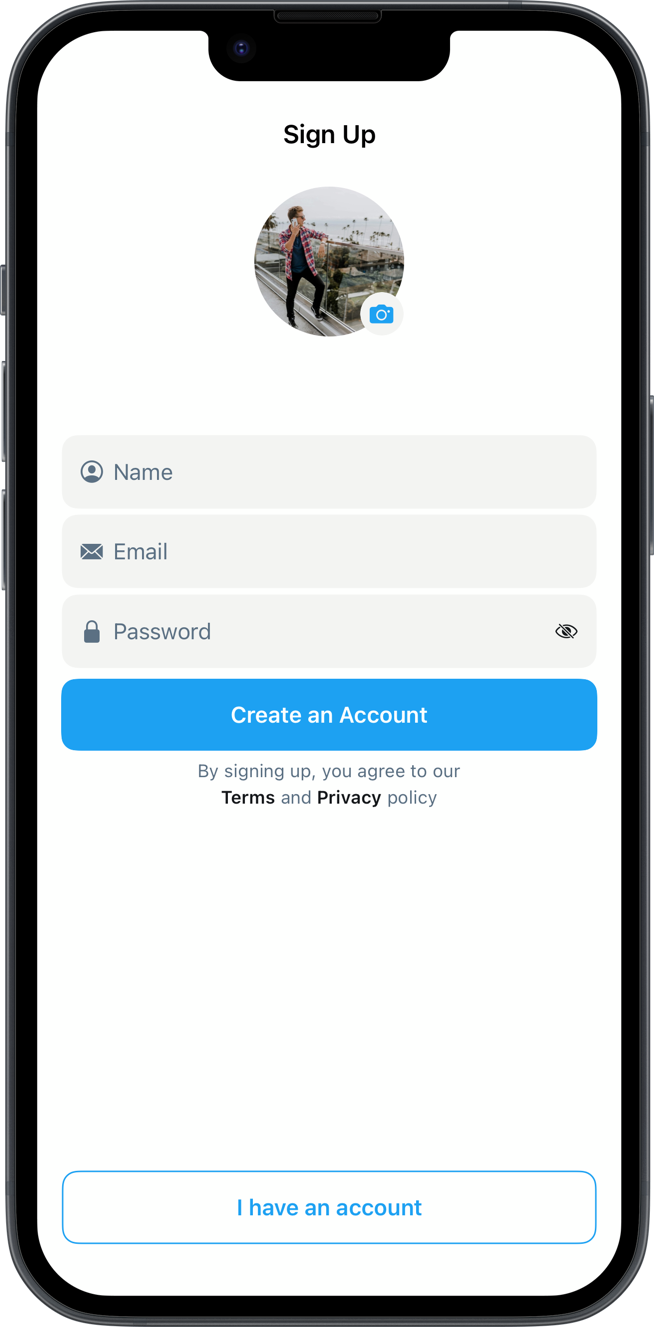 Sign Up
Name
Email
Password
Create an Account
By signing up, you agree to our
Terms and Privacy policy
I have an account